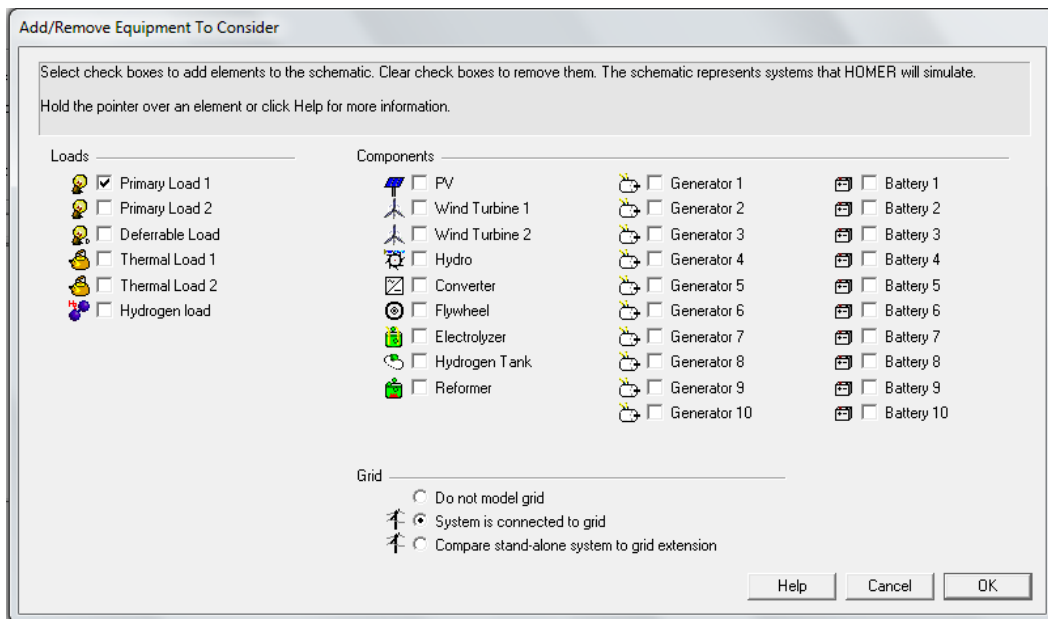 Add/Remove Equipment To Consider
Select check boxes to add elements to the schematic. Clear check boxes to remove them. The schematic represents systems that HOMER will simulate.
Hold the pointer over an element or click Help for more information.
Loads
Primary Load 1
Primary Load 2
Deferrable Load
Thermal Load 1
Thermal Load 2
Hydrogen load
Components
PV
Wind Turbine 1
Wind Turbine 2
Hydro
Converter
Flywheel
Electrolyzer
Hydrogen Tank
Reformer
Generator 1
Generator 2
Generator 3
Generator 4
Generator 5
Generator 6
Generator 7
Generator 8
Generator 9
Generator 10
Battery 1
Battery 2
Battery 3
Battery 4
Battery 5
Battery 6
Battery 7
Battery 8
Battery 9
Battery 10
Grid
Do not model grid
System is connected to grid
Compare stand-alone system to grid extension
Help
Cancel
OK